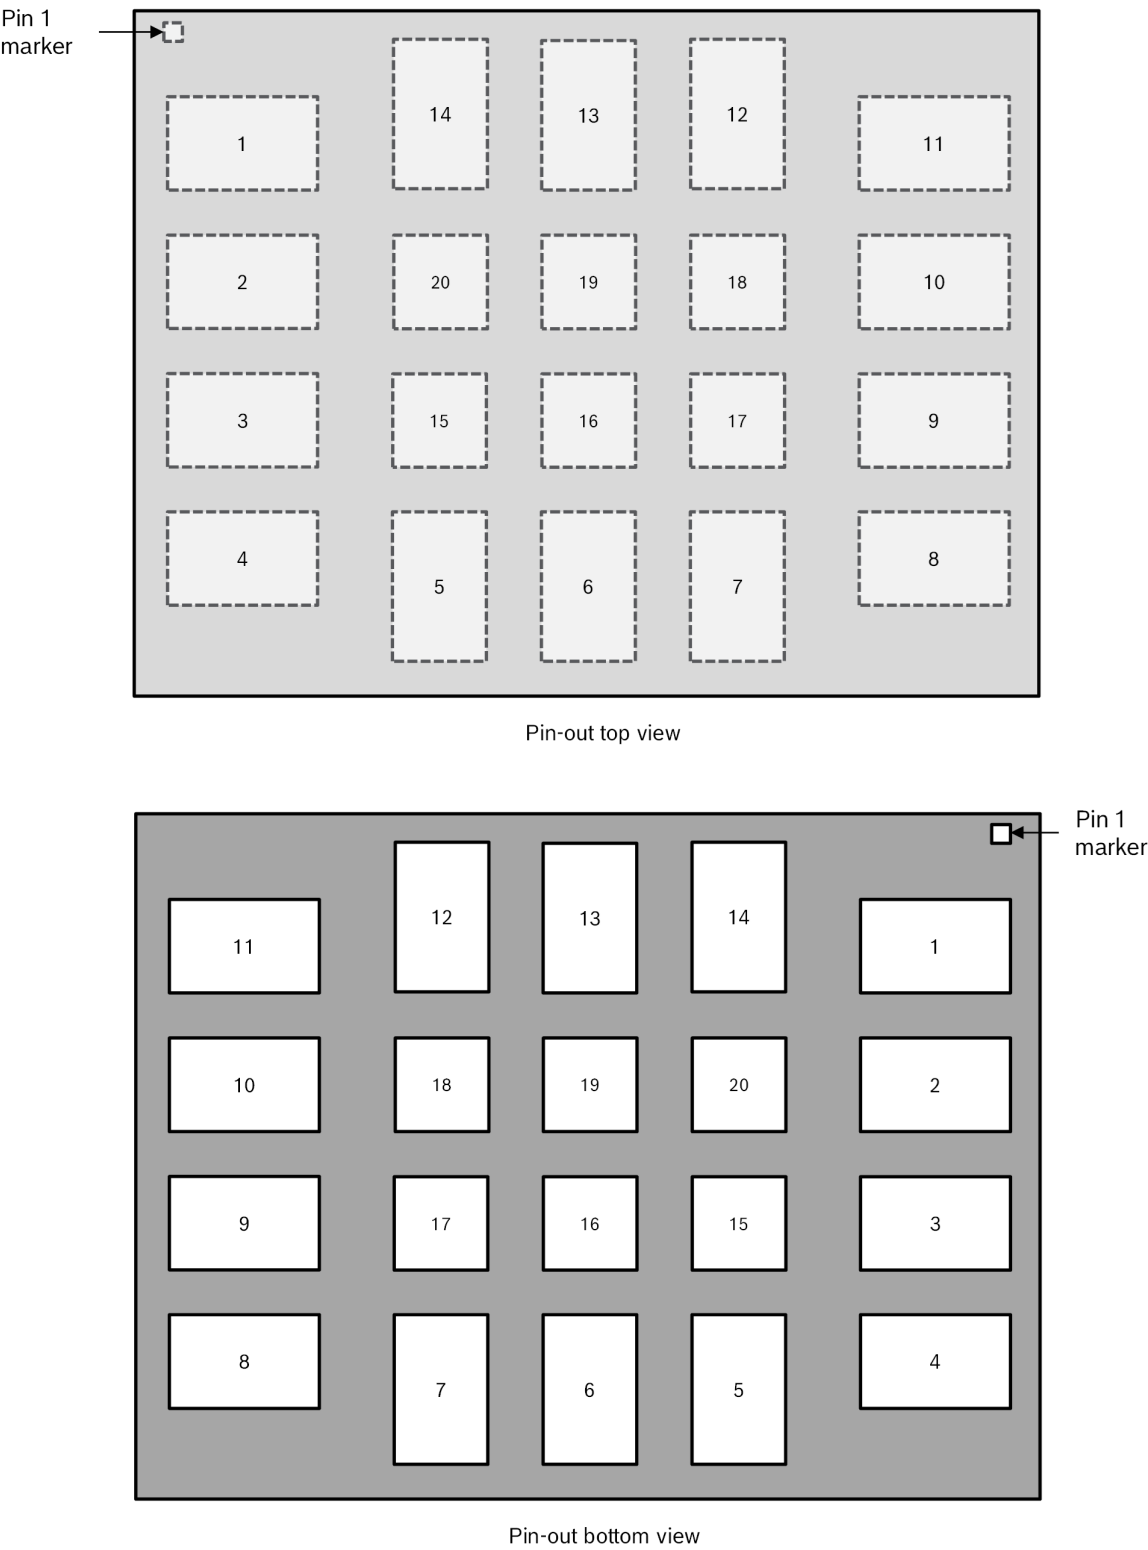 Pin 1
marker
14 13 12
1 11
2 20 19 18 10
3 15 16 17 9
4 8
5 6 7
Pin-out top view
Pin 1
marker
12 13 14
11 1
10 18 19 20 2
9 17 16 15 3
8 4
7 6 5
Pin-out bottom view